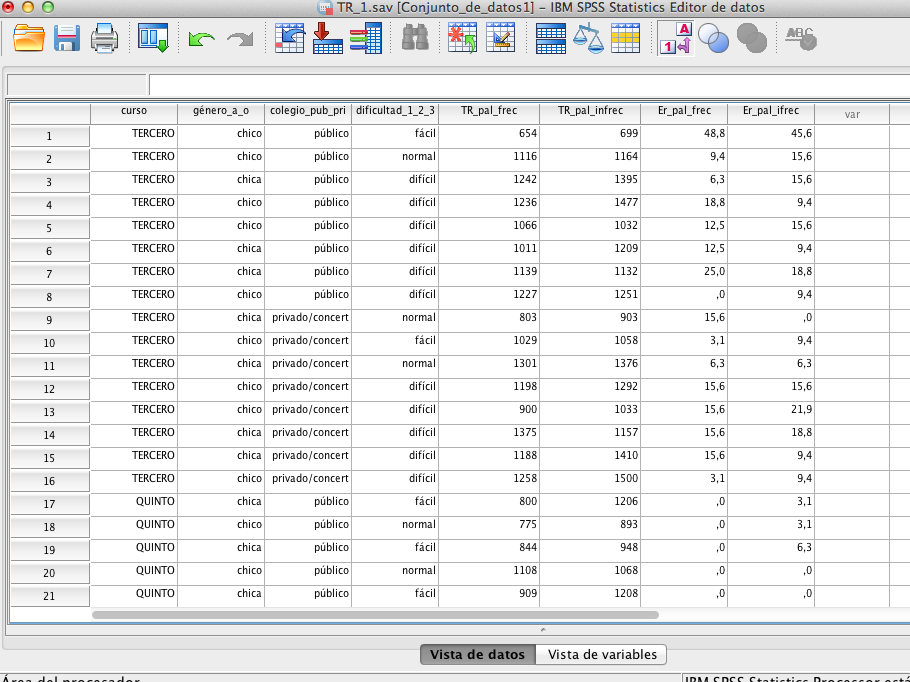 TR_1.sav [Conjunto_de_datos1] – IBM SPSS Statistics Editor de datos
curso género_a_o colegio_pub_pri dificultad_1_2_3 TR_pal_frec TR_pal_infrec Er_pal_frec Er_pal_ifrec var
1 TERCERO chico público fácil 654 699 48,8 45,6
2 TERCERO chico público normal 1116 1164 9,4 15,6
3 TERCERO chica público difícil 1242 1395 6,3 15,6
4 TERCERO chico público difícil 1236 1477 18,8 9,4
5 TERCERO chico público difícil 1066 1032 12,5 15,6
6 TERCERO chica público difícil 1011 1209 12,5 9,4
7 TERCERO chica público difícil 1139 1132 25,0 18,8
8 TERCERO chico público difícil 1227 1251 ,0 9,4
9 TERCERO chica privado/concert normal 803 903 15,6 ,0
10 TERCERO chico privado/concert fácil 1029 1058 3,1 9,4
11 TERCERO chica privado/concert normal 1301 1376 6,3 6,3
12 TERCERO chica privado/concert difícil 1198 1292 15,6 15,6
13 TERCERO chico privado/concert difícil 900 1033 15,6 21,9
14 TERCERO chica privado/concert difícil 1375 1157 15,6 18,8
15 TERCERO chica privado/concert difícil 1188 1410 15,6 9,4
16 TERCERO chico privado/concert difícil 1258 1500 3,1 9,4
17 QUINTO chica público fácil 800 1206 ,0 3,1
18 QUINTO chico público normal 775 893 ,0 3,1
19 QUINTO chica público fácil 844 948 ,0 6,3
20 QUINTO chico público normal 1108 1068 ,0 ,0
21 QUINTO chica público fácil 909 1208 ,0 ,0
Vista de datos Vista de variables
Área del procesador IBM SPSS Statistics Processor está